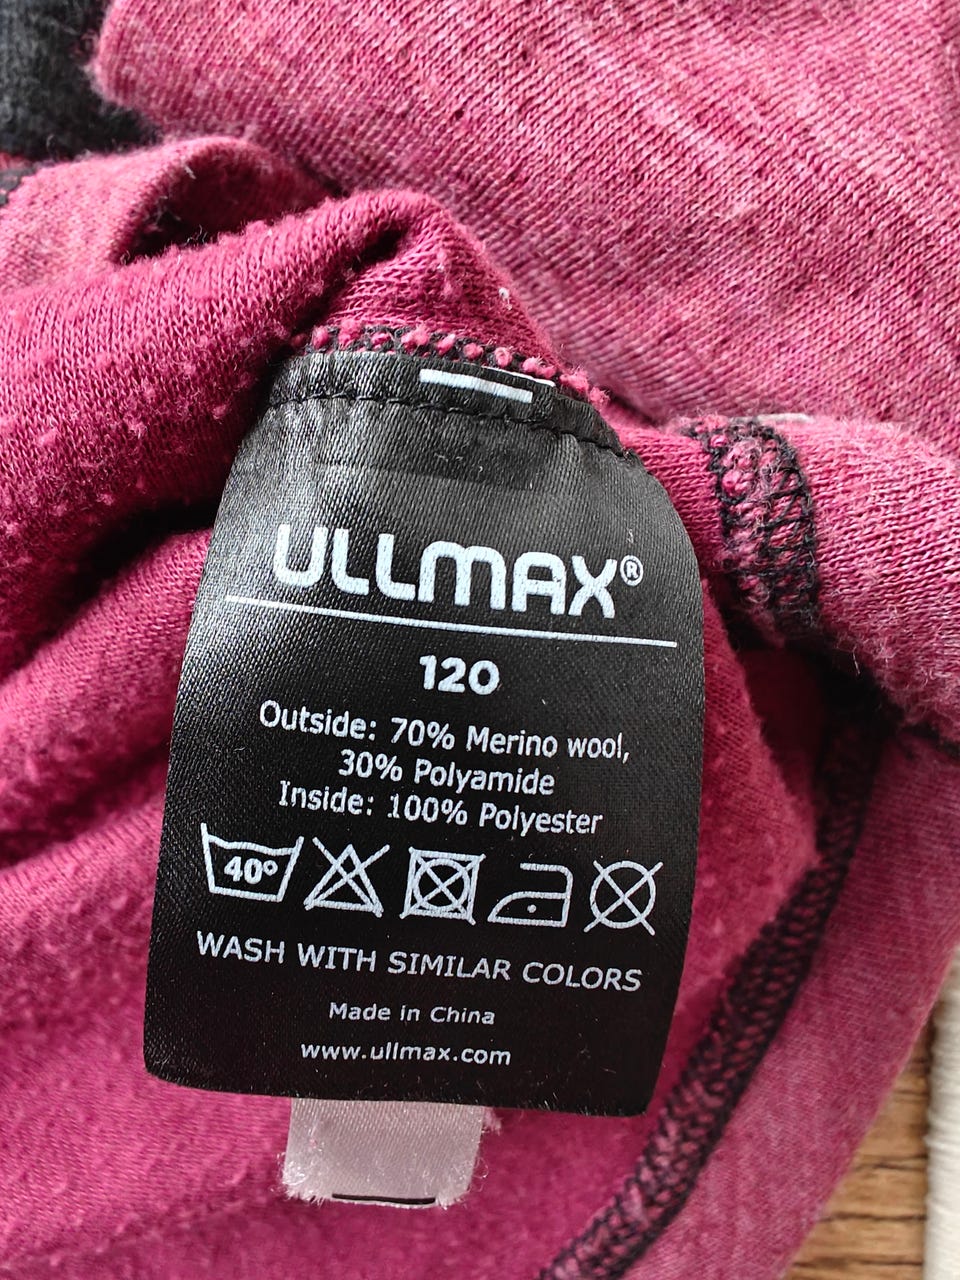 ULLMAX®
120
Outside: 70% Merino wool,
30% Polyamide
Inside: 100% Polyester
40°
WASH WITH SIMILAR COLORS
Made in China
www.ullmax.com